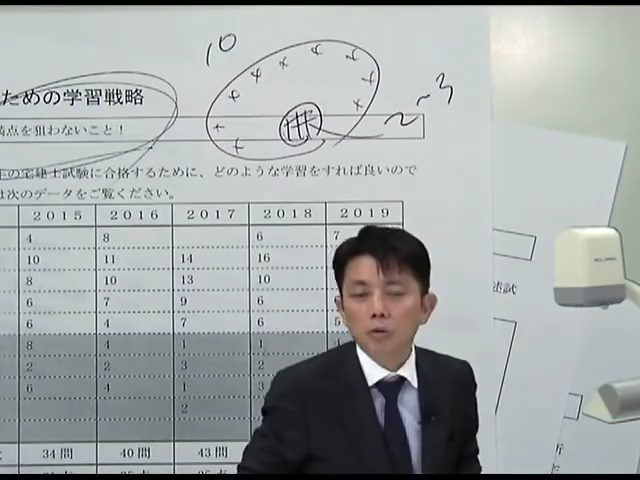 10
ための学習戦略
2~3
満点を狙わないこと！
年の宅建士試験に合格するために、どのような学習をすれば良いので
は次のデータをご覧ください。
2015 2016 2017 2018 2019
4 8 6 7
10 11 14 16
8 10 13 10
6 7 9 6
6 4 7 6 5
8 4 1 1
2 2 3 2
6 4 1 3
2
34問 40問 43問
述試